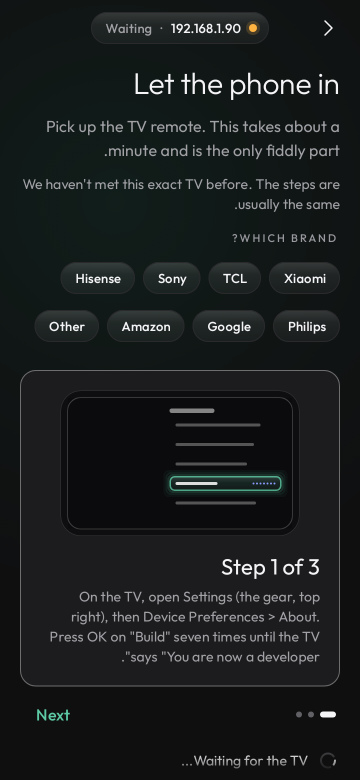 Waiting · 192.168.1.90
Let the phone in
Pick up the TV remote. This takes about a
minute and is the only fiddly part.
We haven't met this exact TV before. The steps are
usually the same.
WHICH BRAND?
Xiaomi TCL Sony Hisense
Philips Google Amazon Other
Step 1 of 3
On the TV, open Settings (the gear, top
right), then Device Preferences > About.
Press OK on "Build" seven times until the TV
says "You are now a developer".
Next
Waiting for the TV...